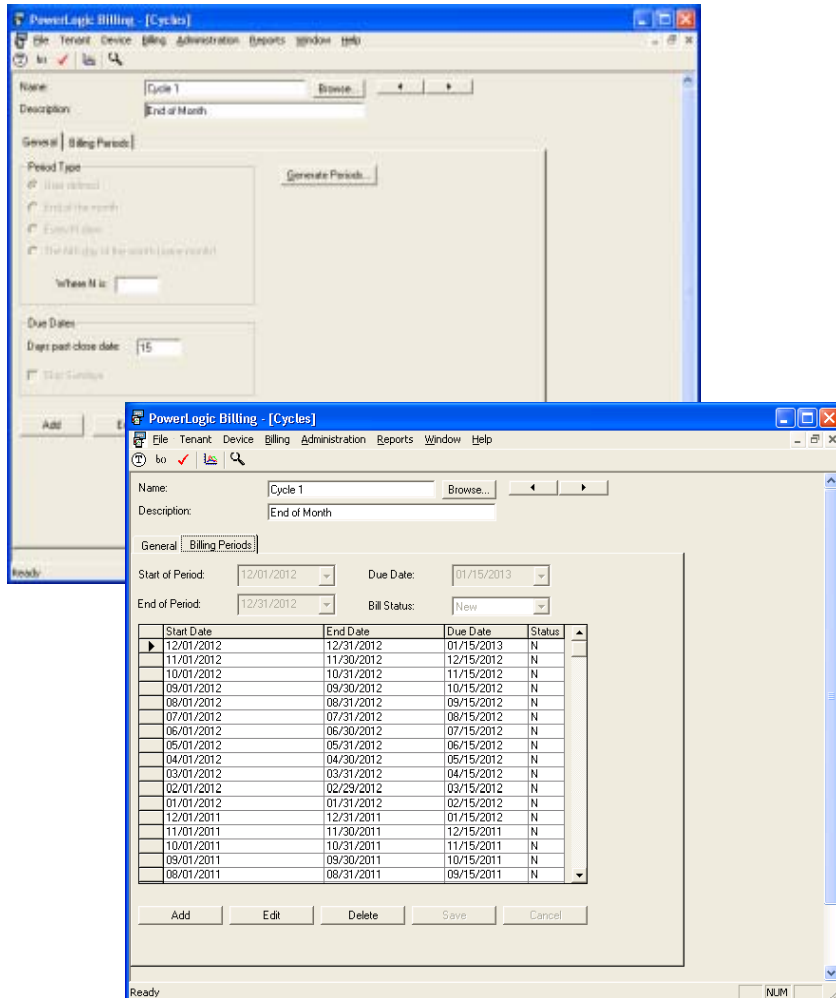 PowerLogic Billing - [Cycles]
File Tenant Device Billing Administration Reports Window Help
Name: Cycle 1 Browse...
Description: End of Month
General Billing Periods
Period Type
Generate Periods...
User defined
End of the month
Every N days
Where N is:
Due Dates
Days past close date: 15
Skip Sundays
Add
Ready
PowerLogic Billing - [Cycles]
File Tenant Device Billing Administration Reports Window Help
Name: Cycle 1 Browse...
Description: End of Month
General Billing Periods
Start of Period: 12/01/2012 Due Date: 01/15/2013
End of Period: 12/31/2012 Bill Status: New
Start Date End Date Due Date Status
12/01/2012 12/31/2012 01/15/2013 N
11/01/2012 11/30/2012 12/15/2012 N
10/01/2012 10/31/2012 11/15/2012 N
09/01/2012 09/30/2012 10/15/2012 N
08/01/2012 08/31/2012 09/15/2012 N
07/01/2012 07/31/2012 08/15/2012 N
06/01/2012 06/30/2012 07/15/2012 N
05/01/2012 05/31/2012 06/15/2012 N
04/01/2012 04/30/2012 05/15/2012 N
03/01/2012 03/31/2012 04/15/2012 N
02/01/2012 02/29/2012 03/15/2012 N
01/01/2012 01/31/2012 02/15/2012 N
12/01/2011 12/31/2011 01/15/2012 N
11/01/2011 11/30/2011 12/15/2011 N
10/01/2011 10/31/2011 11/15/2011 N
09/01/2011 09/30/2011 10/15/2011 N
08/01/2011 08/31/2011 09/15/2011 N
Add Edit Delete Save Cancel
Ready NUM